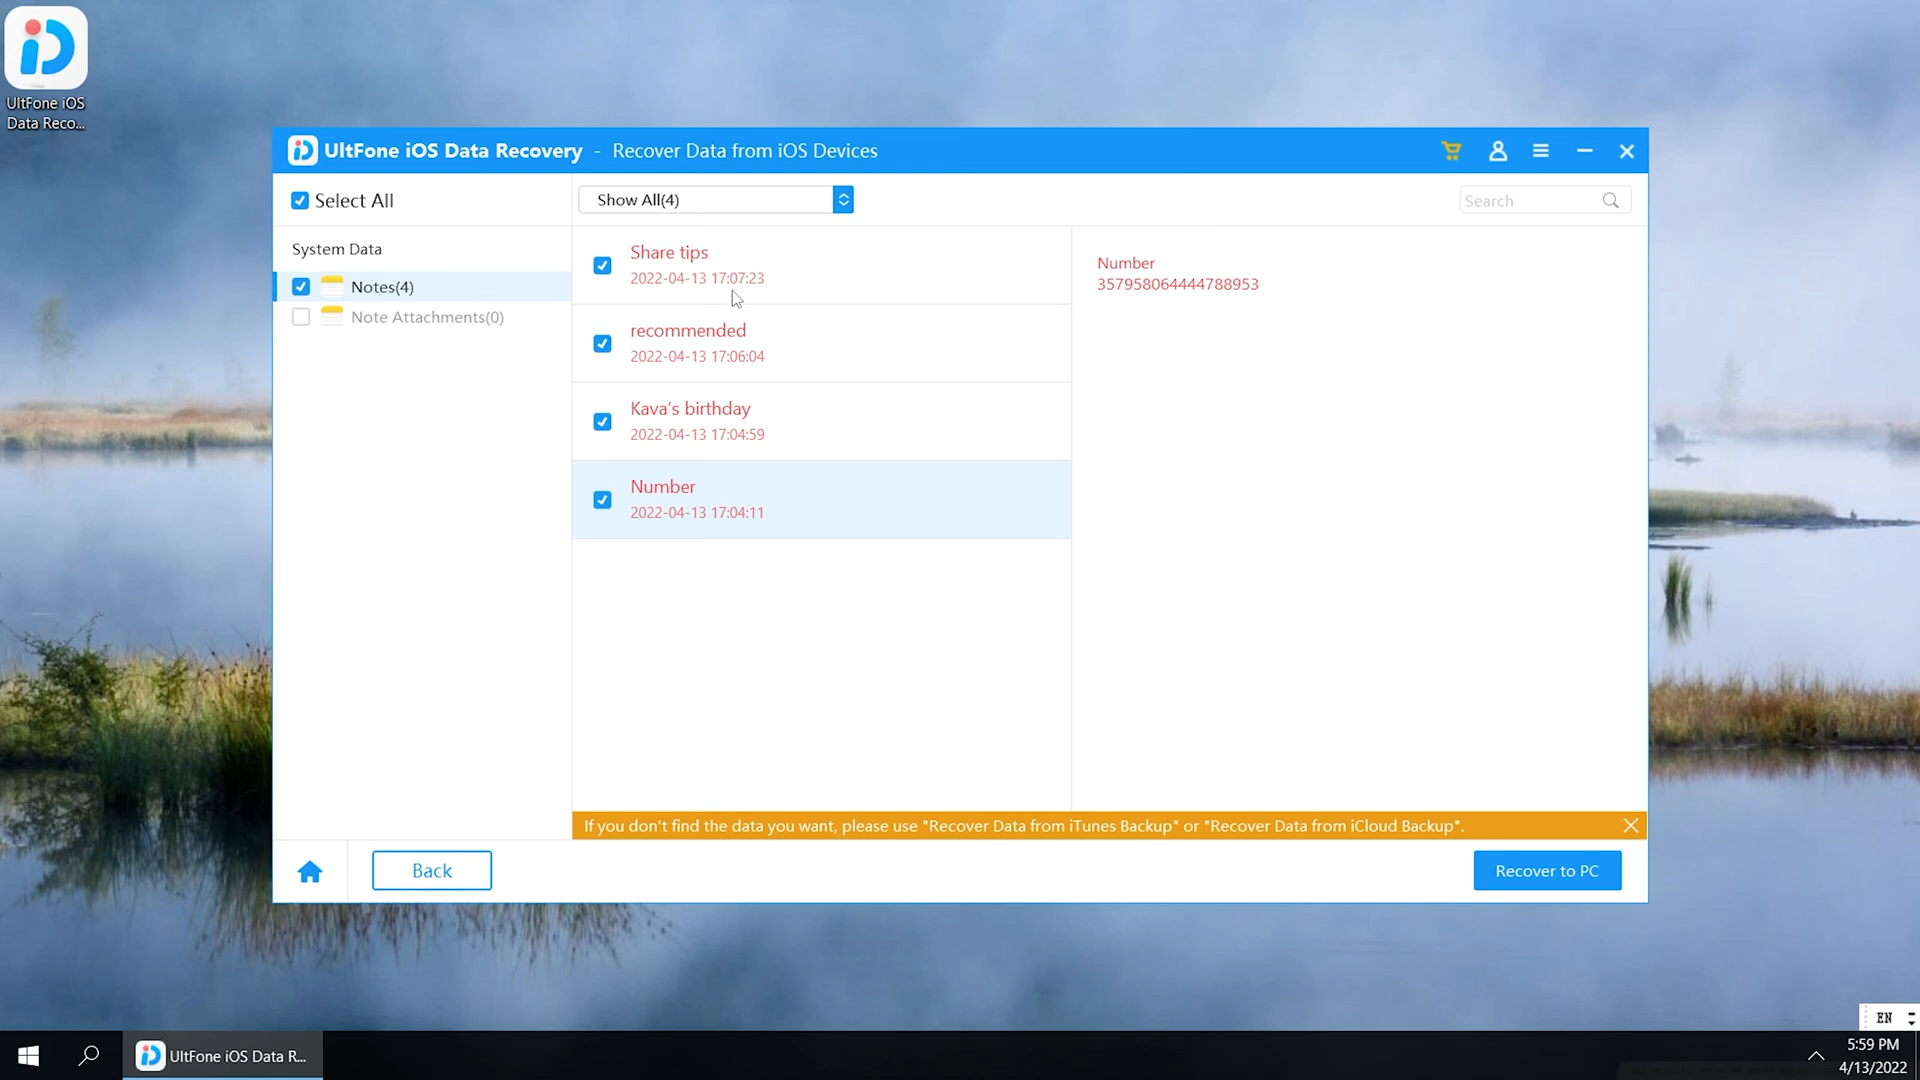 UltFone iOS
Data Reco...
UltFone iOS Data Recovery - Recover Data from iOS Devices
Select All
Show All(4)
Search
System Data
Notes(4)
Note Attachments(0)
Share tips
2022-04-13 17:07:23
recommended
2022-04-13 17:06:04
Kava's birthday
2022-04-13 17:04:59
Number
2022-04-13 17:04:11
Number
357958064444788953
If you don't find the data you want, please use "Recover Data from iTunes Backup" or "Recover Data from iCloud Backup".
Back
Recover to PC
EN
UltFone iOS Data R...
5:59 PM
4/13/2022